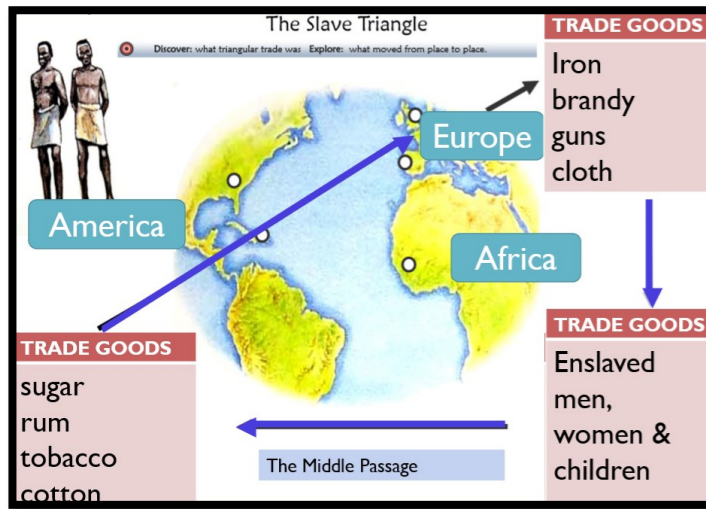 The Slave Triangle
Discover: what triangular trade was Explore: what moved from place to place.
TRADE GOODS
Iron
brandy
guns
cloth
Europe
America
Africa
TRADE GOODS
sugar
rum
tobacco
cotton
The Middle Passage
TRADE GOODS
Enslaved
men,
women &
children